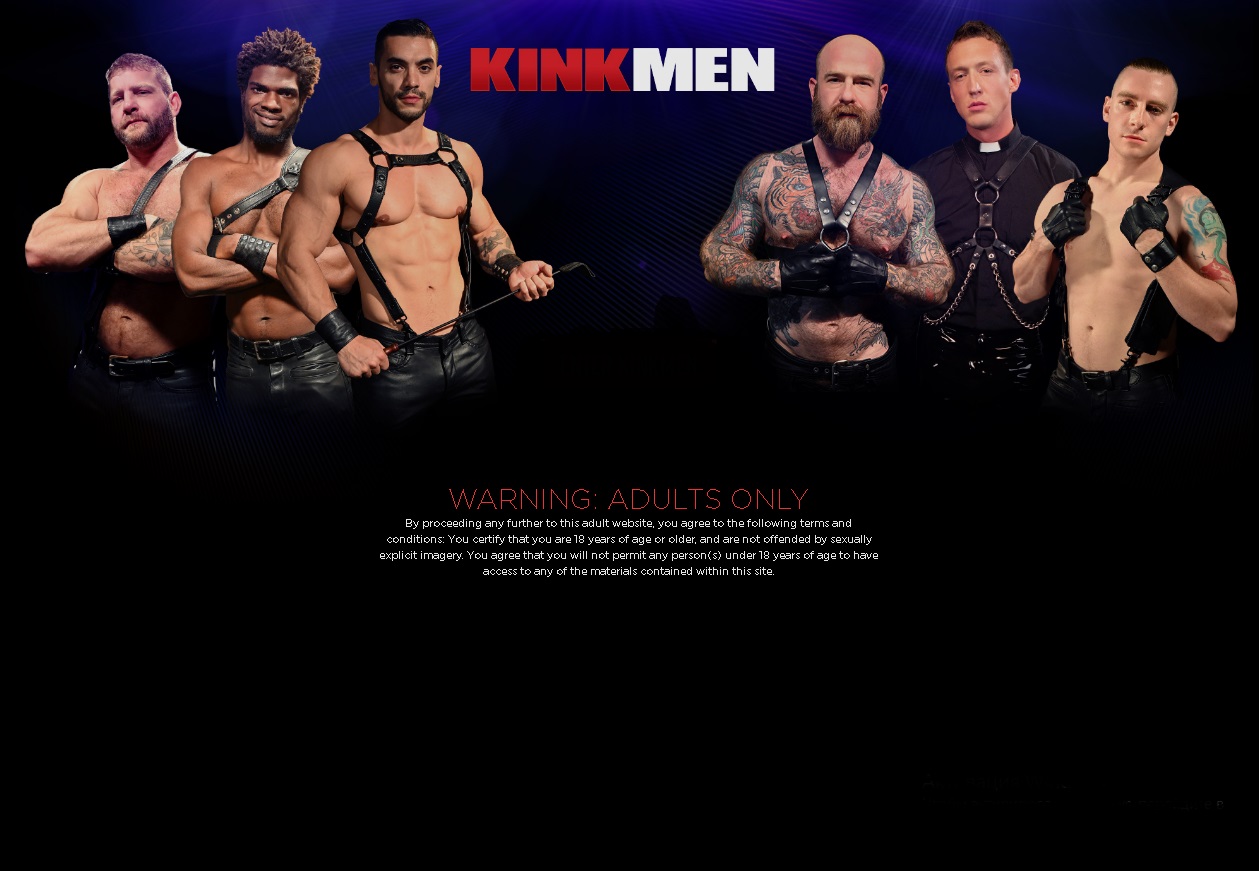 KINKMEN
WARNING: ADULTS ONLY
By proceeding any further to this adult website, you agree to the following terms and
conditions: You certify that you are 18 years of age or older, and are not offended by sexually
explicit imagery. You agree that you will not permit any person(s) under 18 years of age to have
access to any of the materials contained within this site.